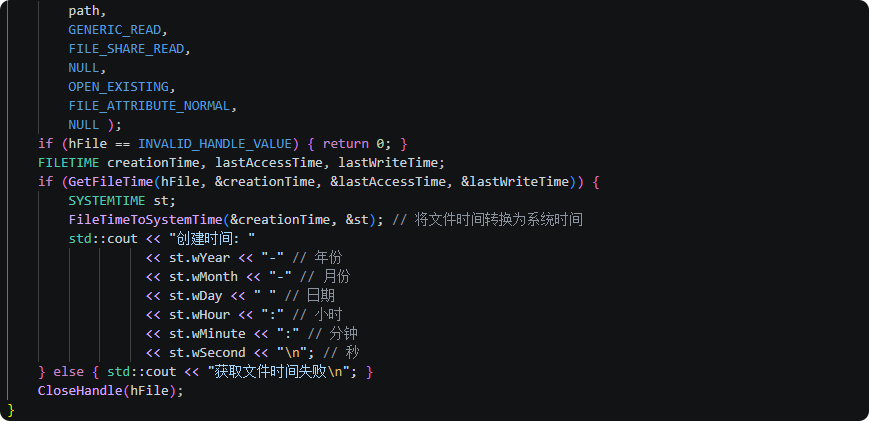 path,
GENERIC_READ,
FILE_SHARE_READ,
NULL,
OPEN_EXISTING,
FILE_ATTRIBUTE_NORMAL,
NULL );
if (hFile == INVALID_HANDLE_VALUE) { return 0; }
FILETIME creationTime, lastAccessTime, lastWriteTime;
if (GetFileTime(hFile, &creationTime, &lastAccessTime, &lastWriteTime)) {
SYSTEMTIME st;
FileTimeToSystemTime(&creationTime, &st); // 将文件时间转换为系统时间
std::cout << "创建时间: "
<< st.wYear << "-" // 年份
<< st.wMonth << "-" // 月份
<< st.wDay << " " // 日期
<< st.wHour << ":" // 小时
<< st.wMinute << ":" // 分钟
<< st.wSecond << "\n"; // 秒
} else { std::cout << "获取文件时间失败\n"; }
CloseHandle(hFile);
}